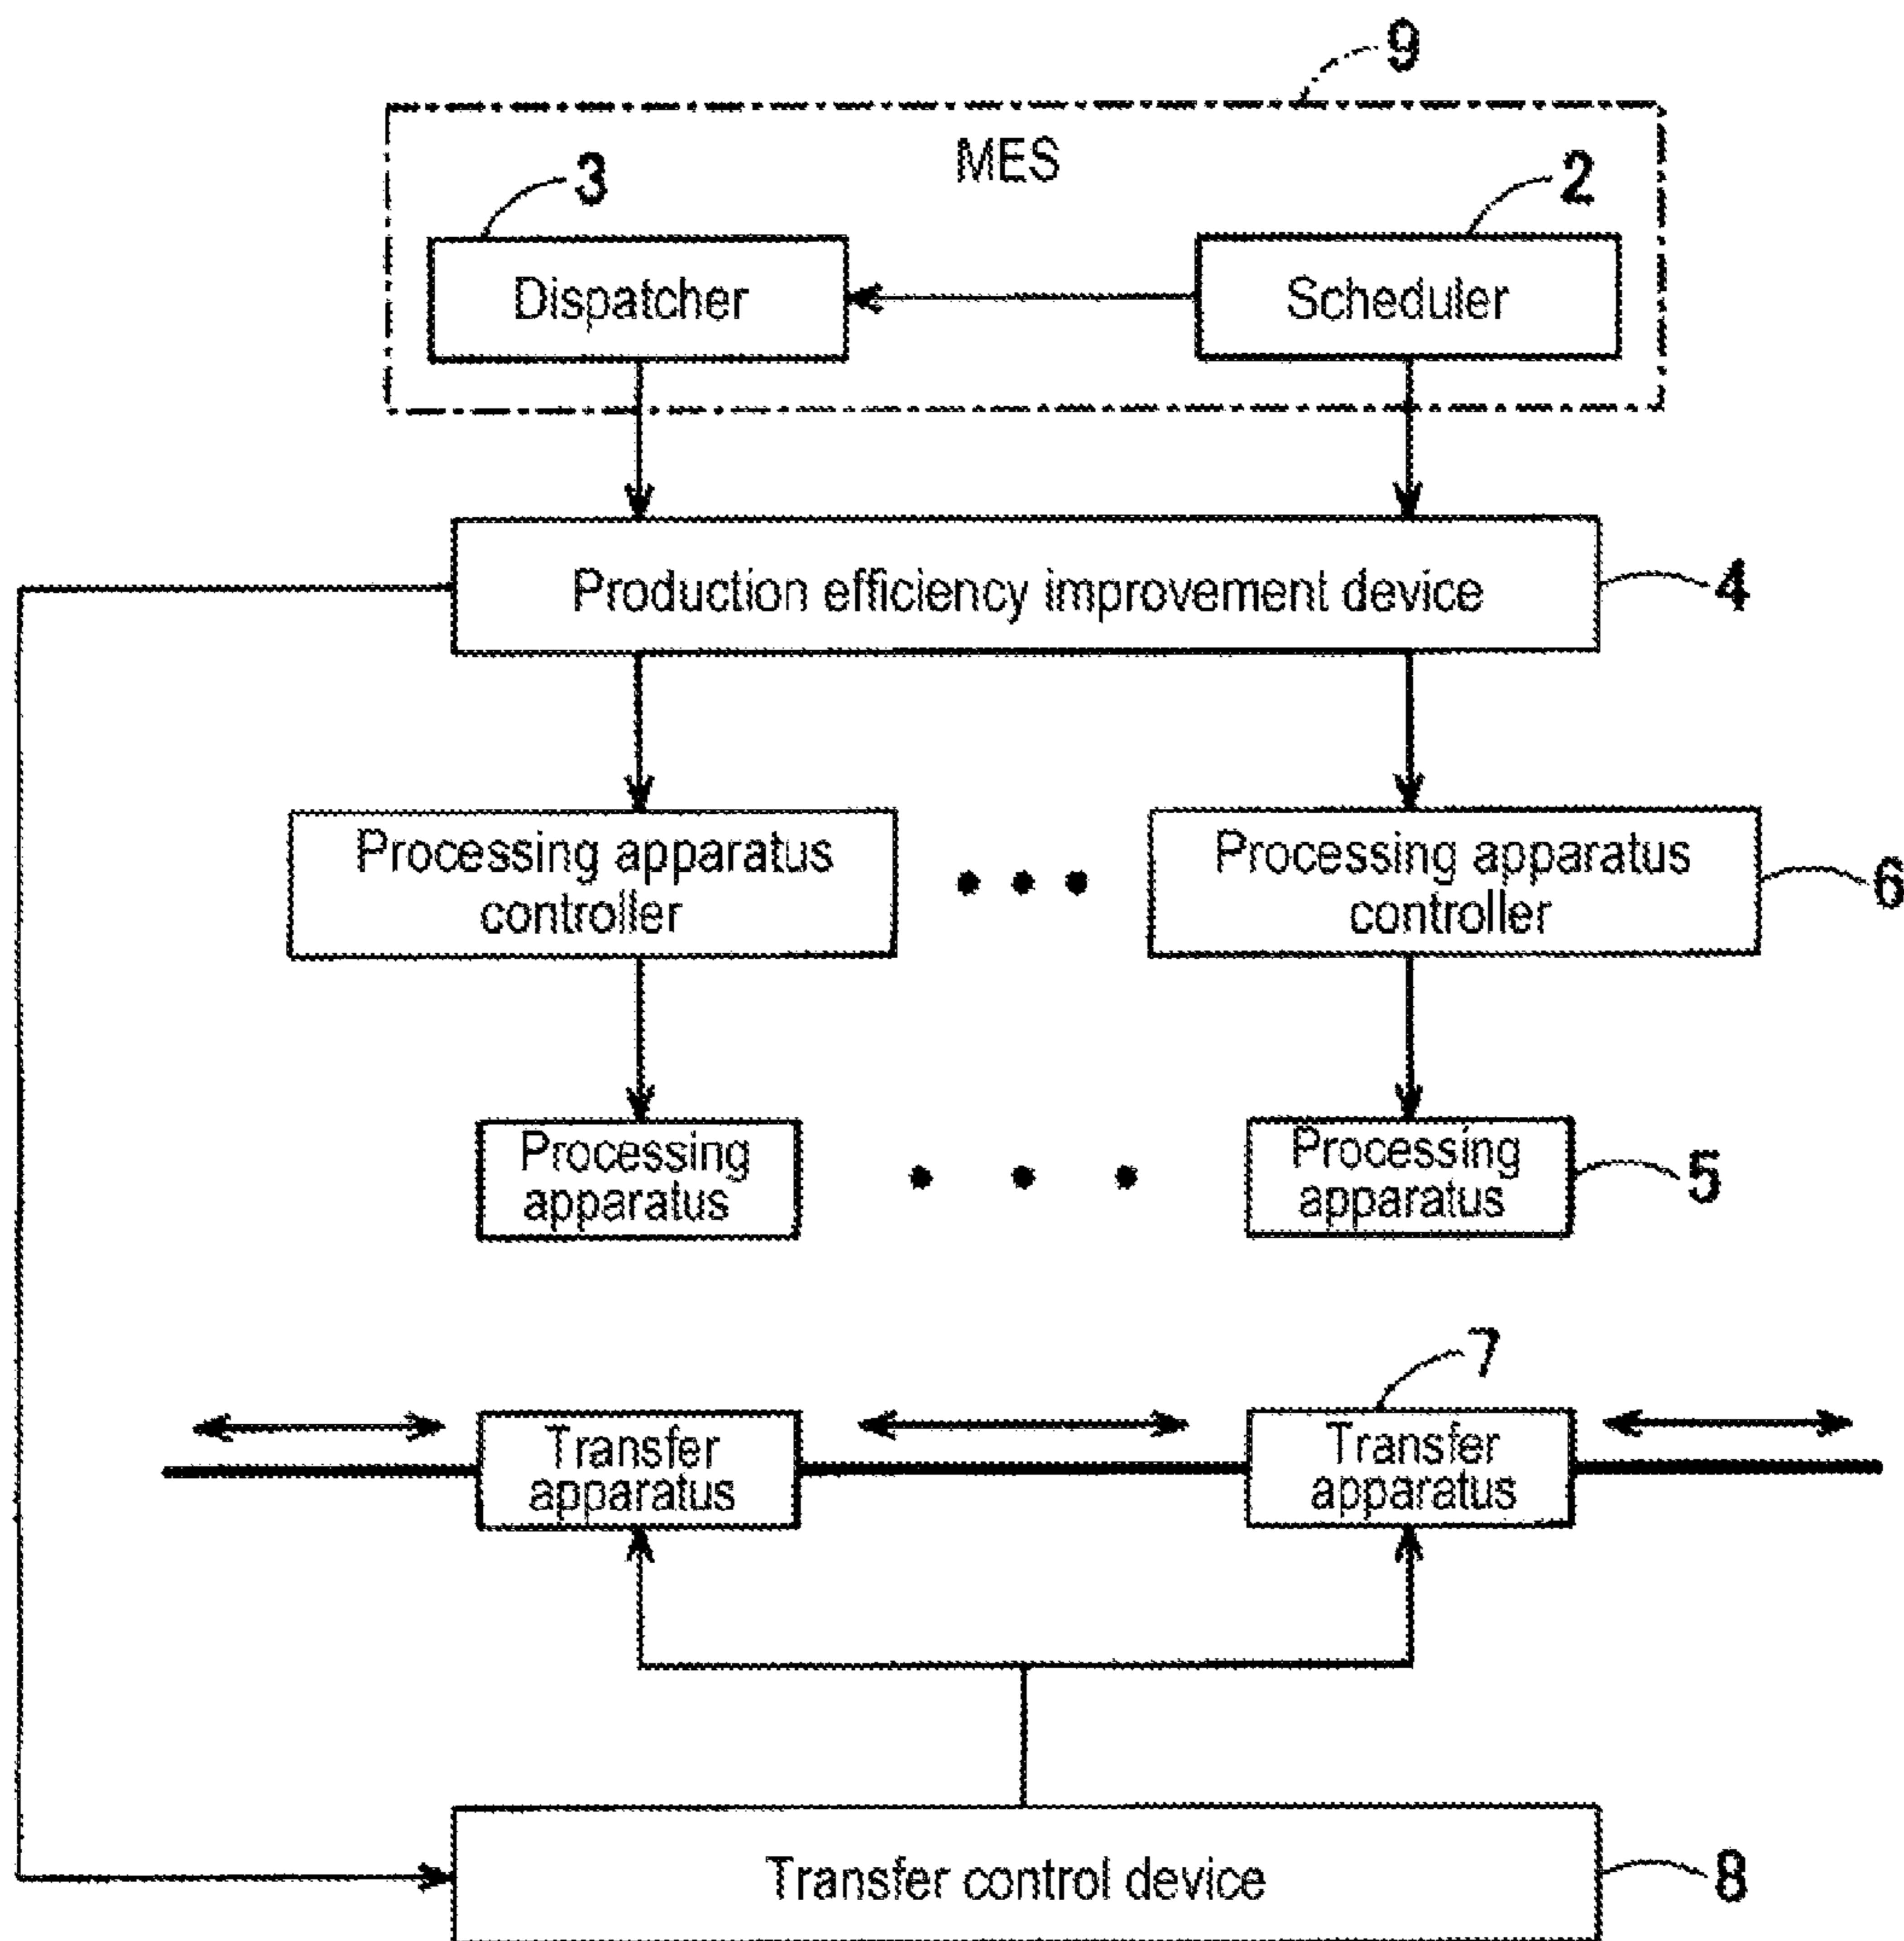 9
MES
3
2
Dispatcher
Scheduler
Production efficiency improvement device
4
Processing apparatus
controller
Processing apparatus
controller
6
Processing
apparatus
Processing
apparatus
5
7
Transfer
apparatus
Transfer
apparatus
Transfer control device
8